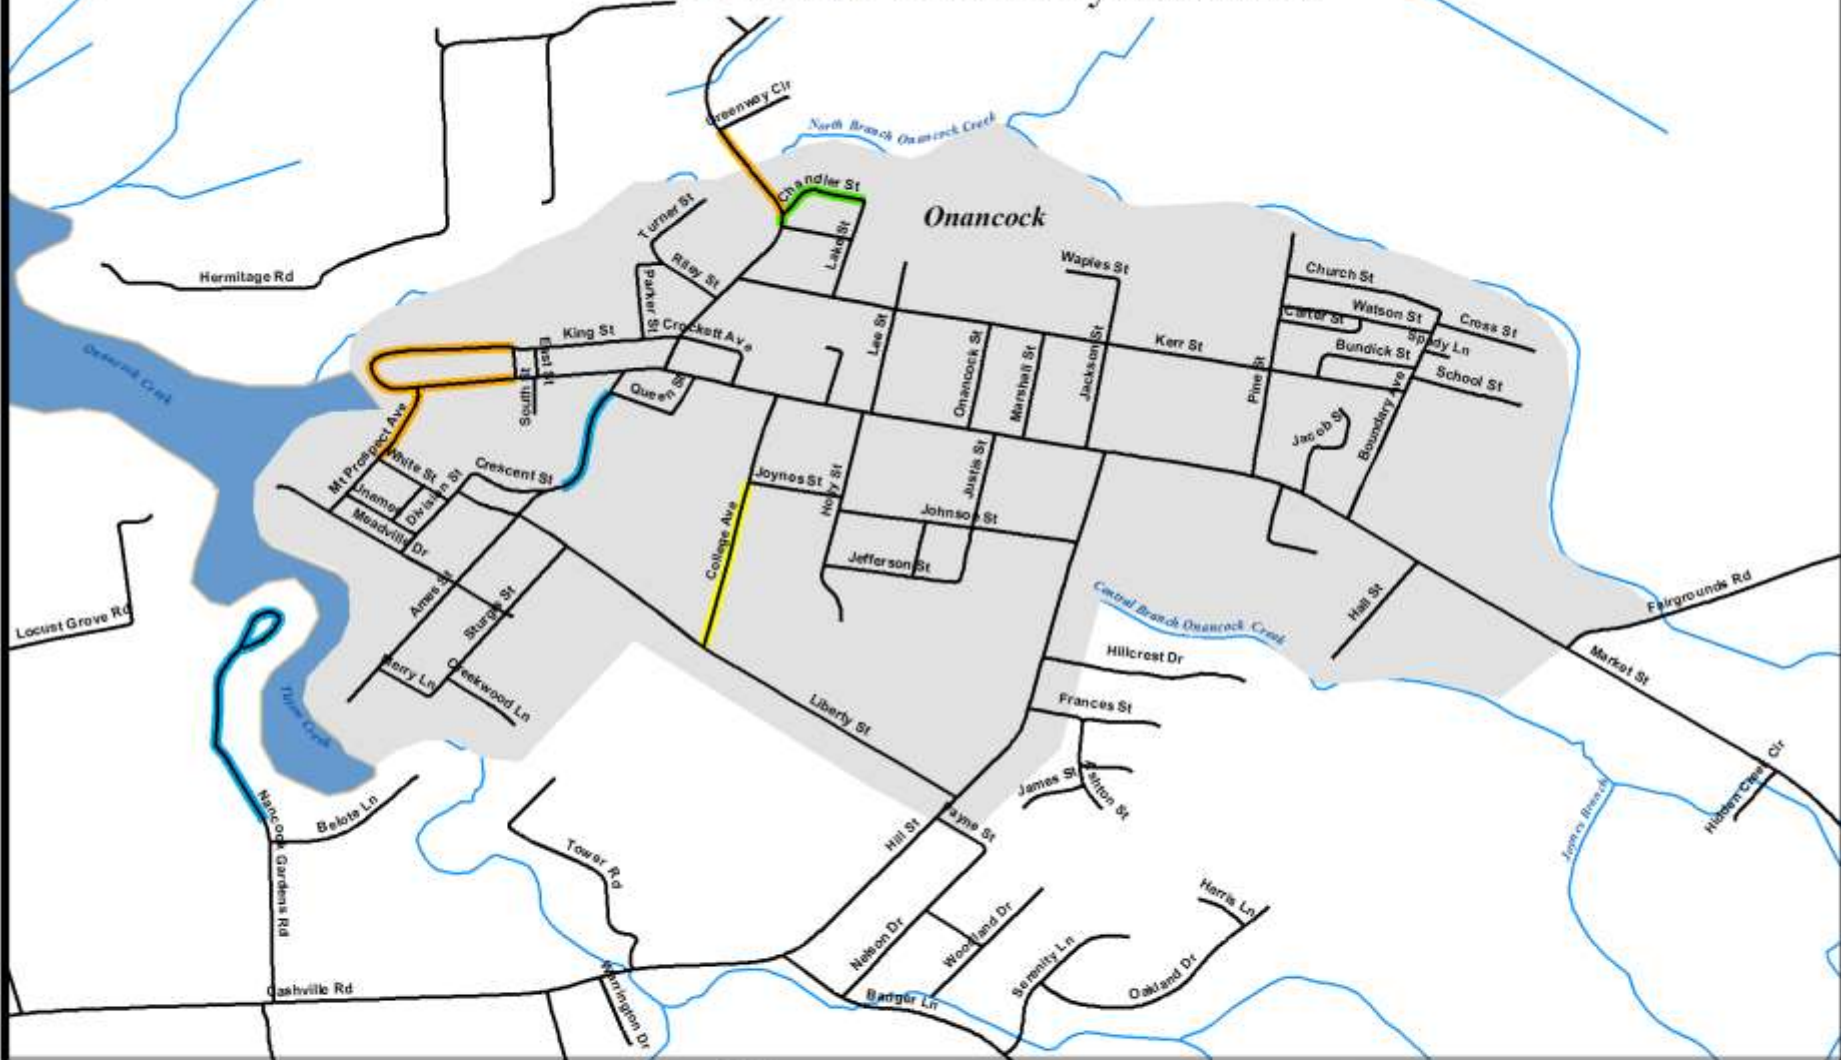 Greenway Cir
North Branch Onancock Creek
Chandler St
Turner St
Onancock
Lake St
Riley St
Waples St
Church St
Hermitage Rd
Parker St
Watson St
Carter St
Cross St
King St
Crockett Ave
Lee St
Spady Ln
Kerr St
Bundick St
East St
Onancock St
Marshall St
Jackson St
Pine St
School St
Onancock Creek
South St
Queen St
Boundary Ave
Jacob St
Mt Prospect Ave
White St
Crescent St
Joynes St
Justis St
Holly St
Division St
Johnson St
Meadville Dr
College Ave
Jefferson St
Ames St
Sturgis St
Hall St
Fairgrounds Rd
Central Branch Onancock Creek
Locust Grove Rd
Market St
Hillcrest Dr
Creekwood Ln
Liberty St
Frances St
James St
Ashton St
Hidden Creek Cir
Joynes Branch
Nancock Gardens Rd
Belote Ln
Hill St
Tower Rd
Harris Ln
Nelson Dr
Woodland Dr
Serenity Ln
Oakland Dr
Cashville Rd
Warrington Dr
Badger Ln